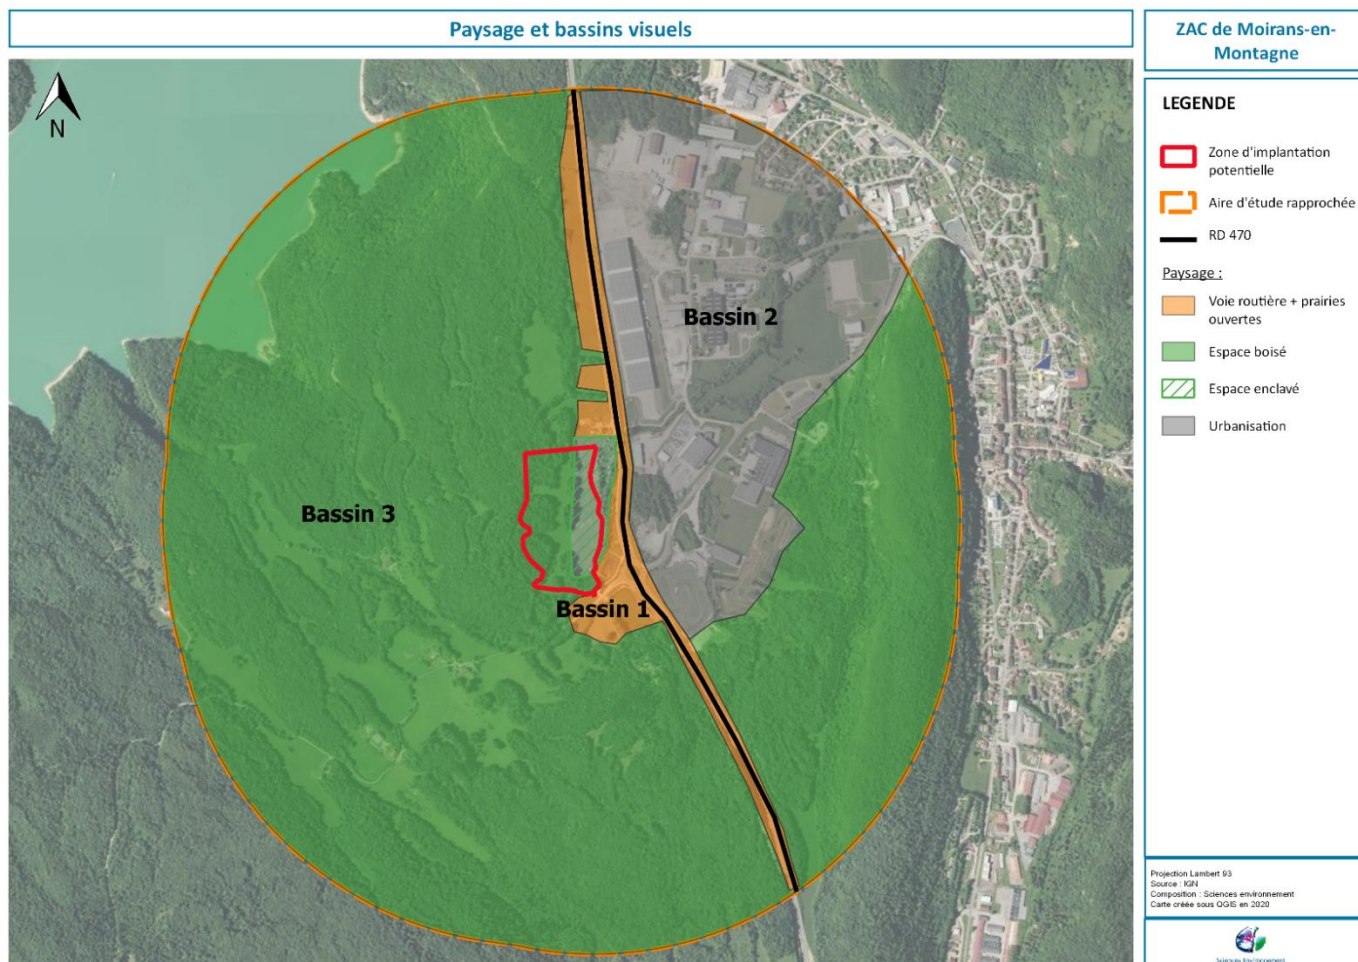 Paysage et bassins visuels
ZAC de Moirans-en-
Montagne
N
Bassin 2
Bassin 3
Bassin 1
LEGENDE
Zone d'implantation
potentielle
Aire d'étude rapprochée
RD 470
Paysage :
Voie routière + prairies
ouvertes
Espace boisé
Espace enclavé
Urbanisation
Projection Lambert 93
Source : IGN
Composition : Sciences environnement
Carte créée sous QGIS en 2020
Sciences Environnement